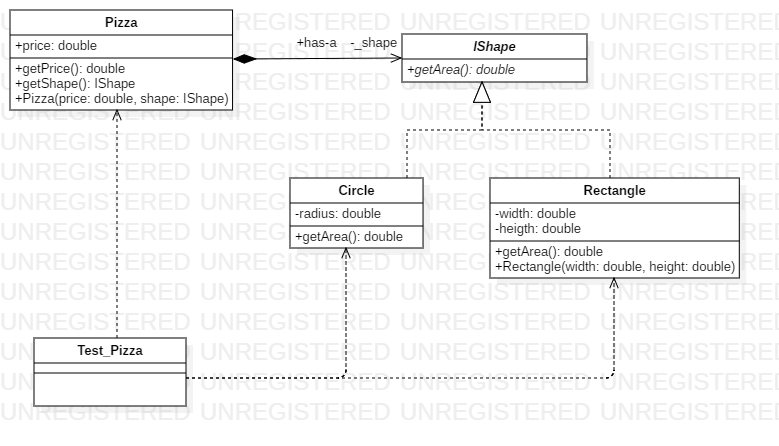 Pizza
+price: double
+getPrice(): double
+getShape(): IShape
+Pizza(price: double, shape: IShape)
+has-a -_shape
IShape
+getArea(): double
Circle
-radius: double
+getArea(): double
Rectangle
-width: double
-heigth: double
+getArea(): double
+Rectangle(width: double, height: double)
Test_Pizza
UNREGISTERED UNREGISTERED UNREGISTERED UNREGISTERED